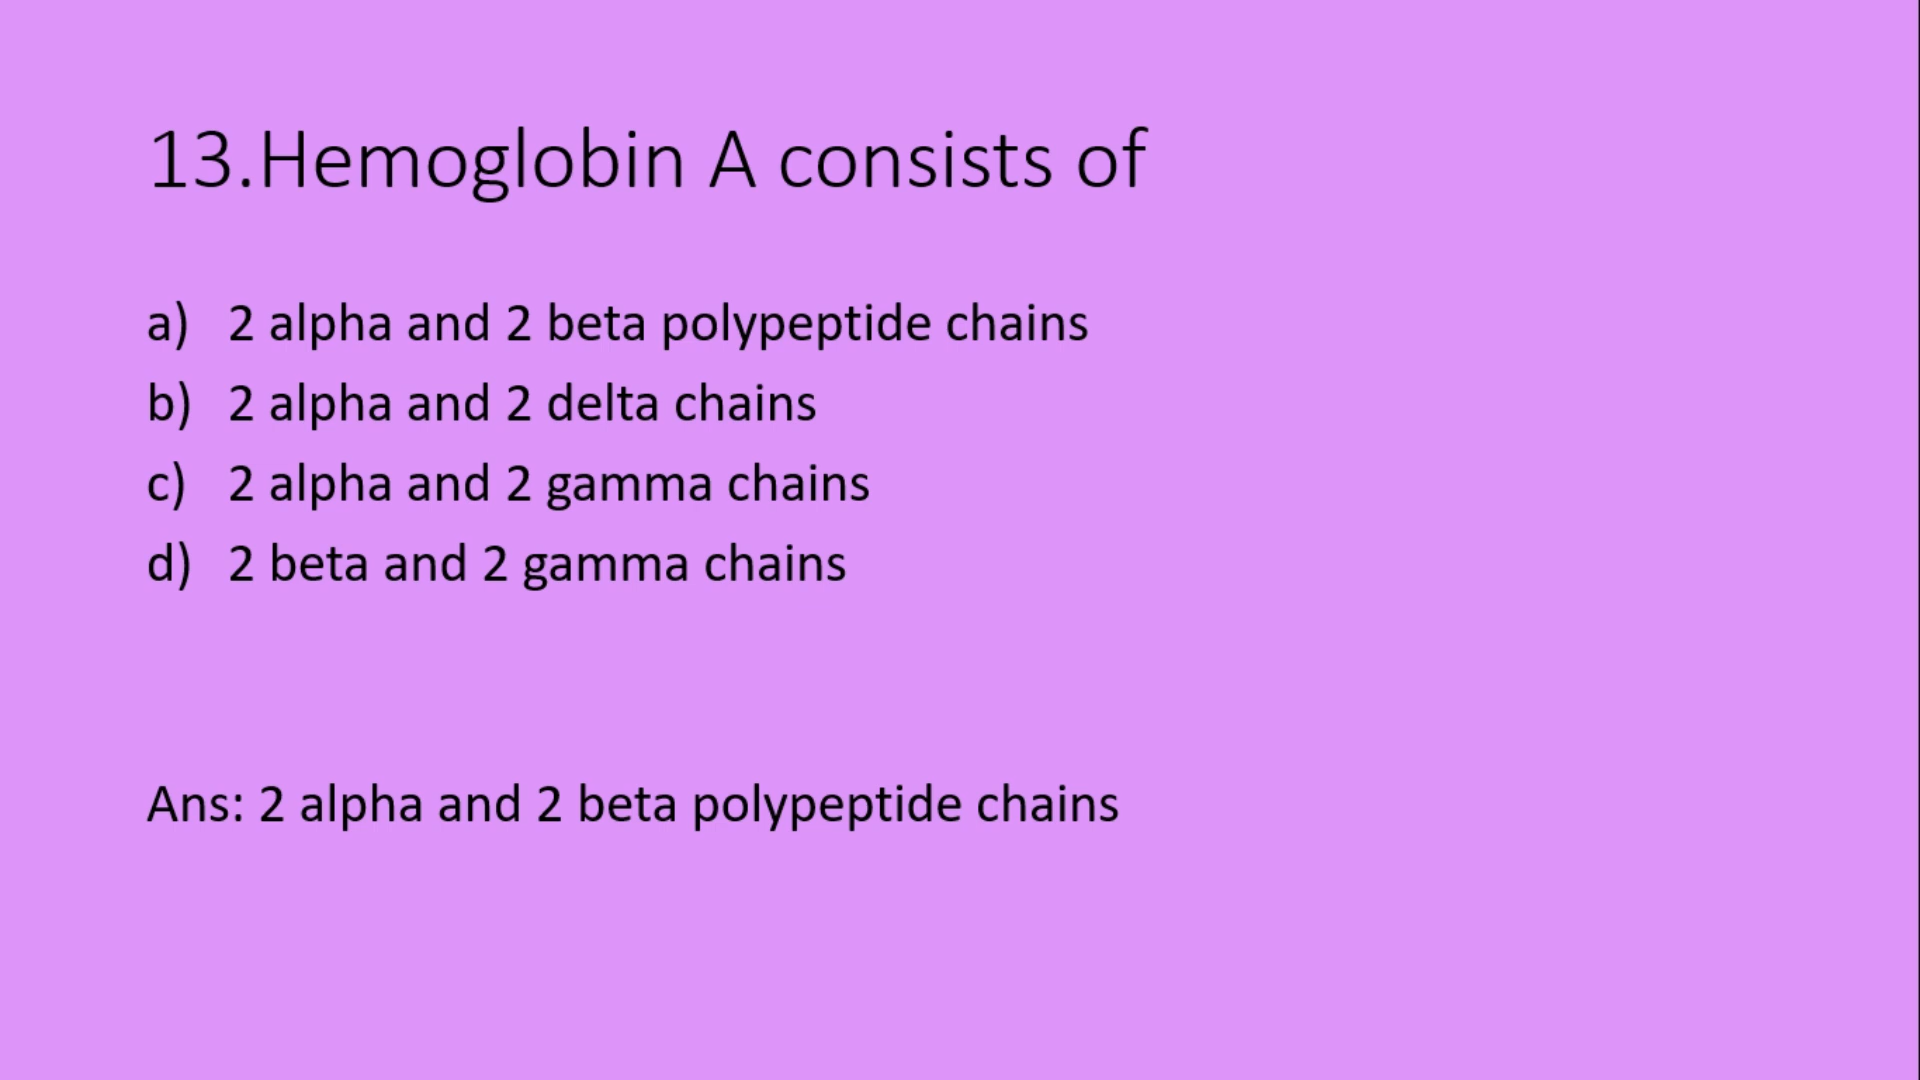 13.Hemoglobin A consists of
a) 2 alpha and 2 beta polypeptide chains
b) 2 alpha and 2 delta chains
c) 2 alpha and 2 gamma chains
d) 2 beta and 2 gamma chains
Ans: 2 alpha and 2 beta polypeptide chains